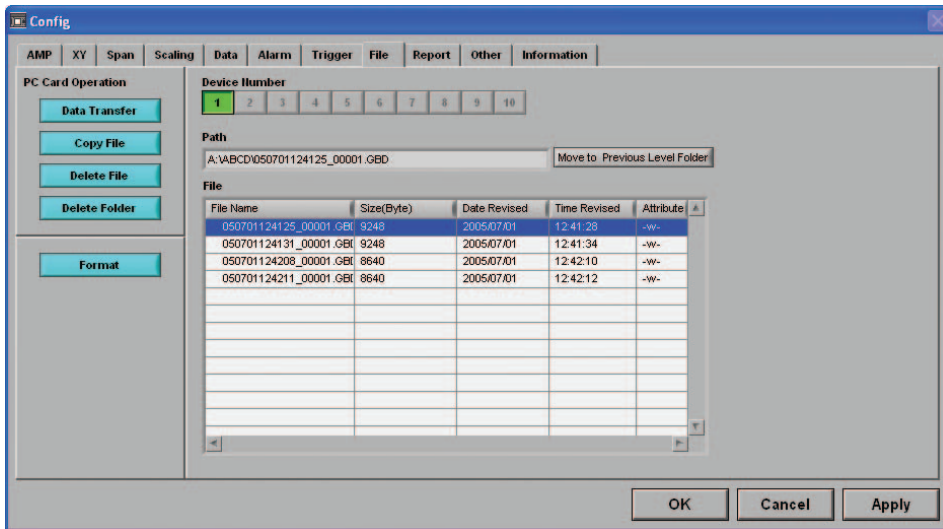 Config
AMP XY Span Scaling Data Alarm Trigger File Report Other Information
PC Card Operation
Data Transfer
Copy File
Delete File
Delete Folder
Format
Device Number
1 2 3 4 5 6 7 8 9 10
Path
A:\ABCD\050701124125_00001.GBD
Move to Previous Level Folder
File
File Name Size(Byte) Date Revised Time Revised Attribute
050701124125_00001.GBD 9248 2005/07/01 12:41:28 -w-
050701124131_00001.GBD 9248 2005/07/01 12:41:34 -w-
050701124208_00001.GBD 8640 2005/07/01 12:42:10 -w-
050701124211_00001.GBD 8640 2005/07/01 12:42:12 -w-
OK Cancel Apply